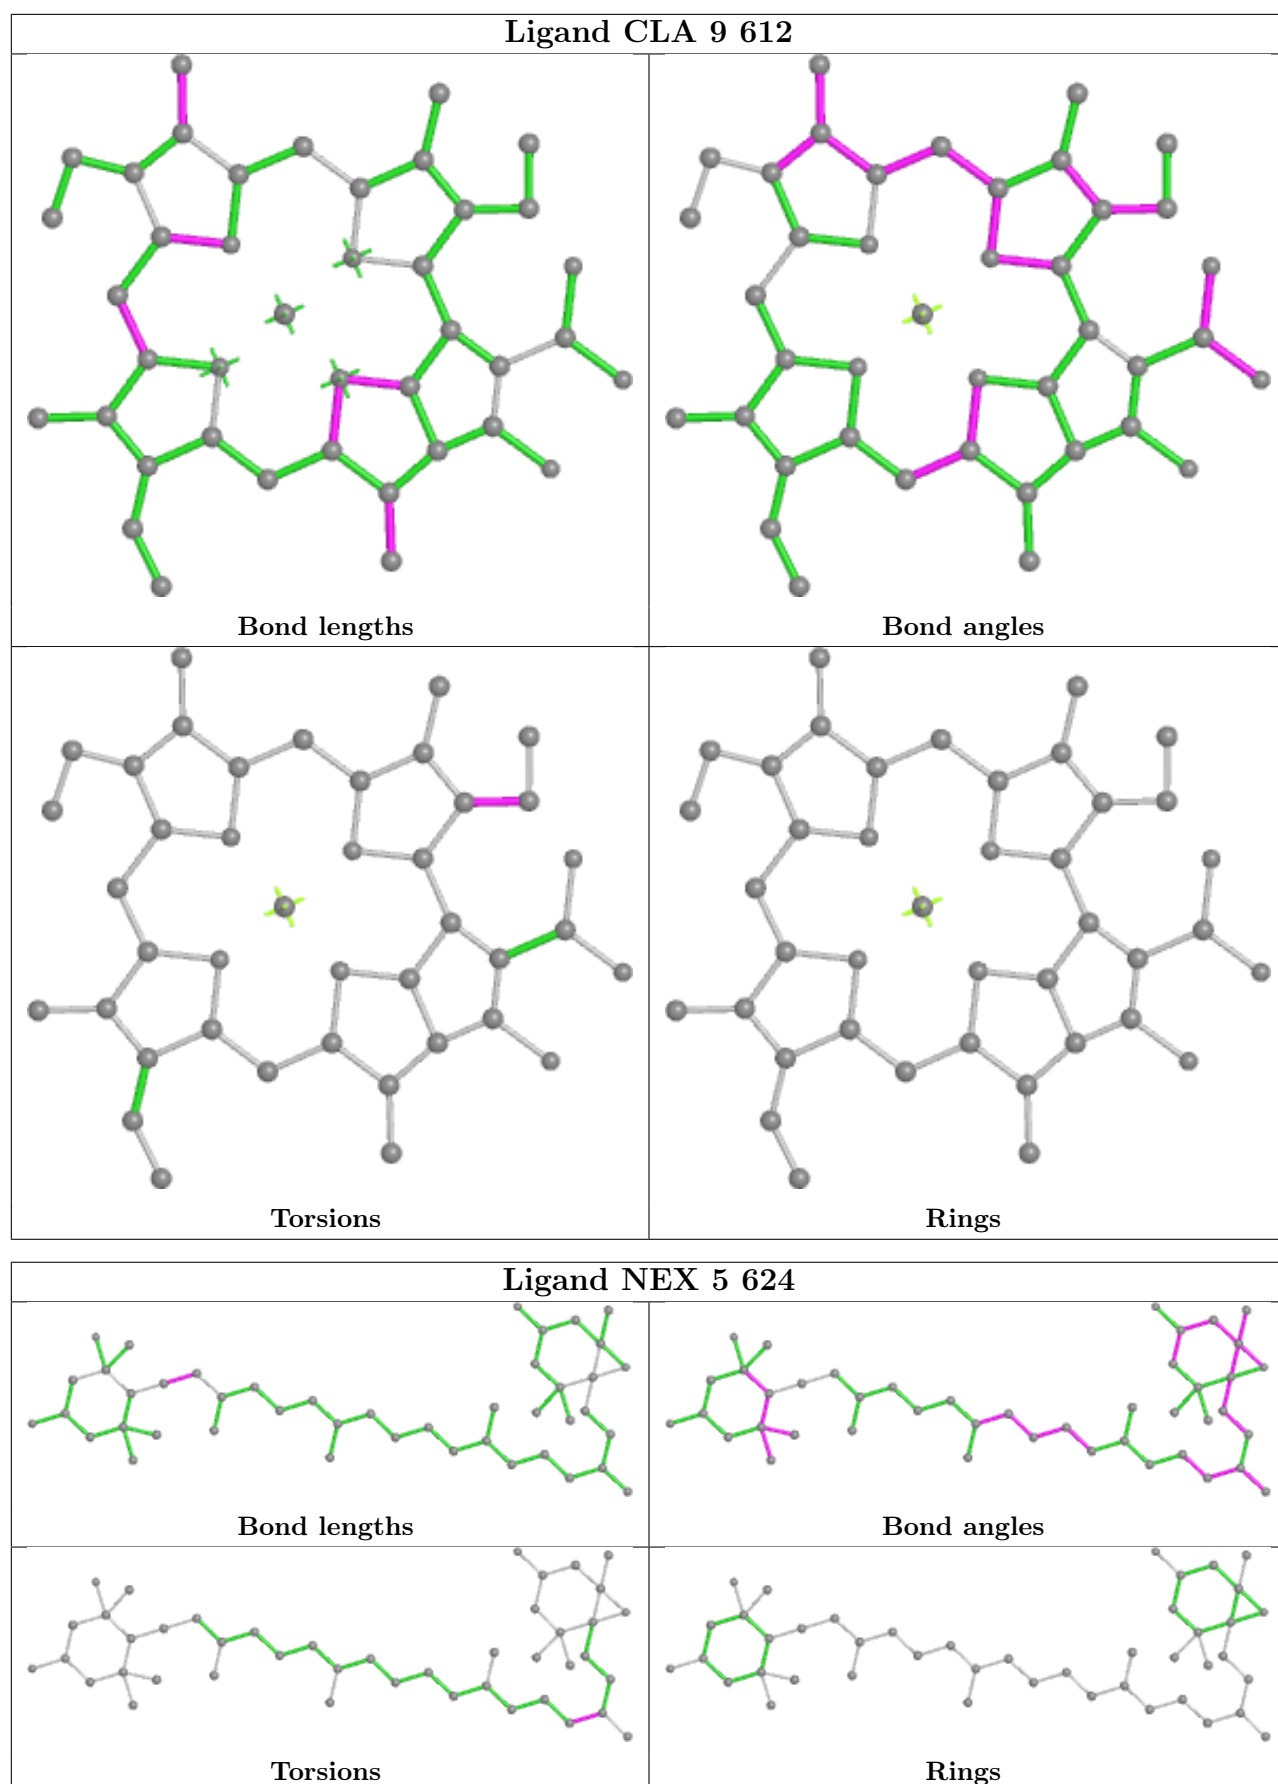 Ligand CLA 9 612
Bond lengths
Bond angles
Torsions
Rings
Ligand NEX 5 624
Bond lengths
Bond angles
Torsions
Rings